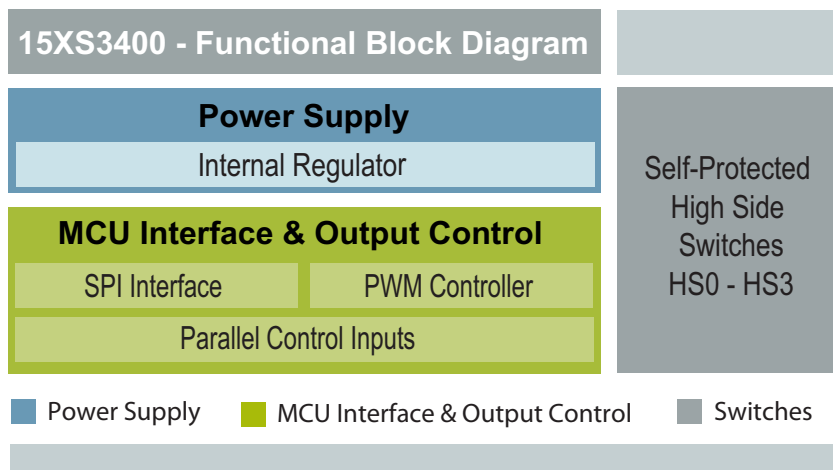 15XS3400 - Functional Block Diagram
Power Supply
Internal Regulator
MCU Interface & Output Control
SPI Interface
PWM Controller
Parallel Control Inputs
Self-Protected
High Side
Switches
HS0 - HS3
Power Supply
MCU Interface & Output Control
Switches